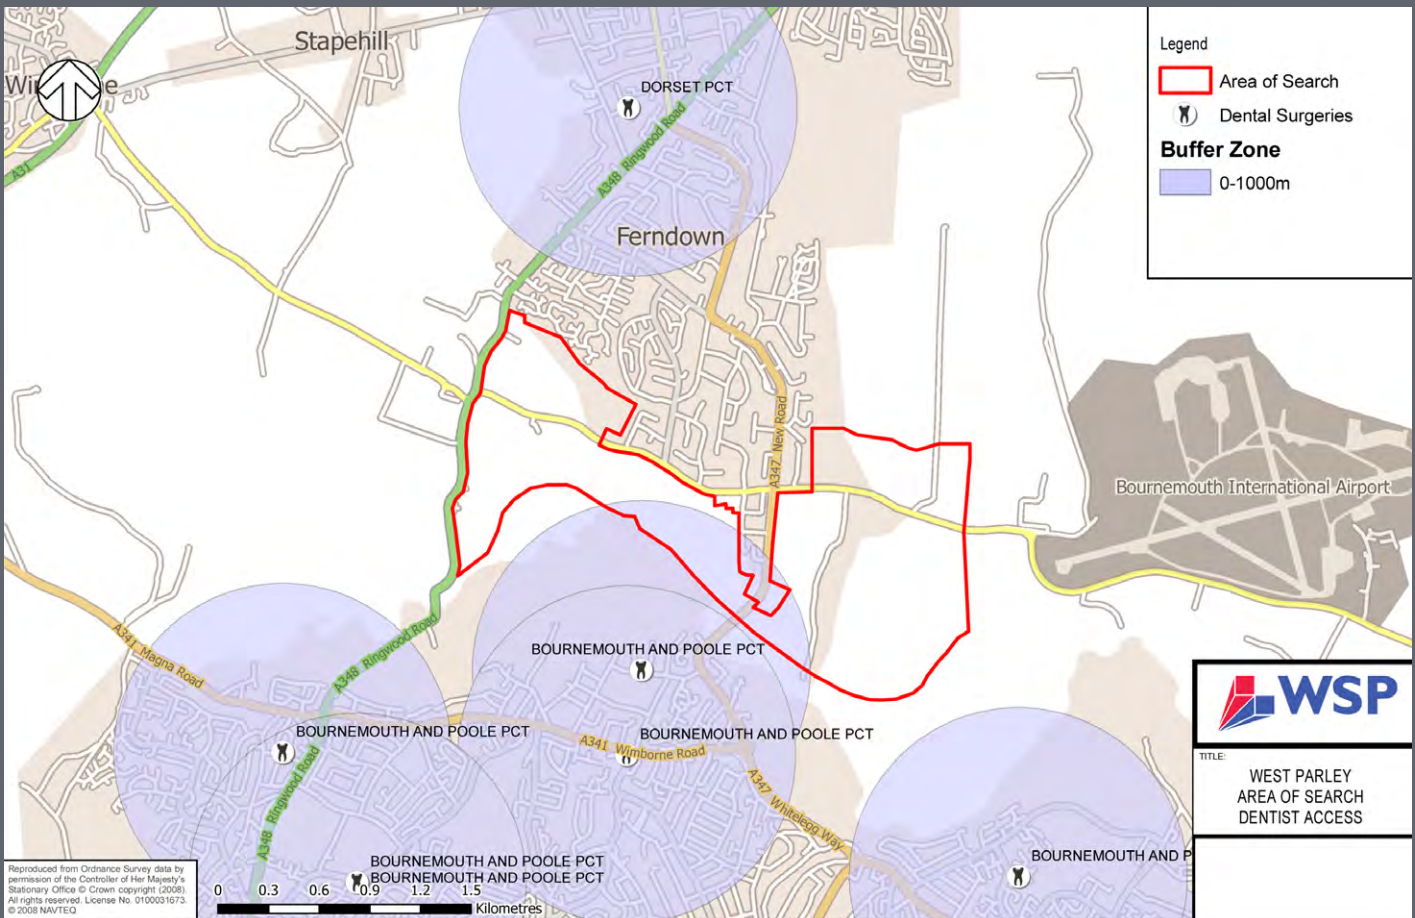 Stapehill
Wi
e
A31
DORSET PCT
A348 Ringwood Road
Ferndown
A347 New Road
Bournemouth International Airport
A341 Magna Road
A348 Ringwood Road
A348 Ringwood Road
BOURNEMOUTH AND POOLE PCT
BOURNEMOUTH AND POOLE PCT
BOURNEMOUTH AND POOLE PCT
A341 Wimborne Road
A347 Whitelegg Way
BOURNEMOUTH AND POOLE PCT
BOURNEMOUTH AND POOLE PCT
BOURNEMOUTH AND P
Legend
Area of Search
Dental Surgeries
Buffer Zone
0-1000m
WSP
TITLE:
WEST PARLEY
AREA OF SEARCH
DENTIST ACCESS
Reproduced from Ordnance Survey data by
permission of the Controller of Her Majesty's
Stationary Office © Crown copyright (2008).
All rights reserved. License No. 0100031673.
© 2008 NAVTEQ
0 0.3 0.6 0.9 1.2 1.5
Kilometres